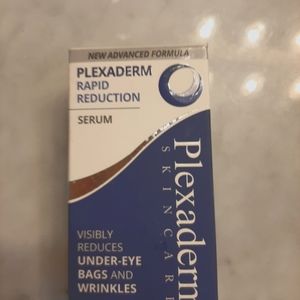 NEW ADVANCED FORMULA
PLEXADERM
RAPID
REDUCTION
SERUM
Plexaderm
SKINCARE
VISIBLY
REDUCES
UNDER-EYE
BAGS AND
WRINKLES